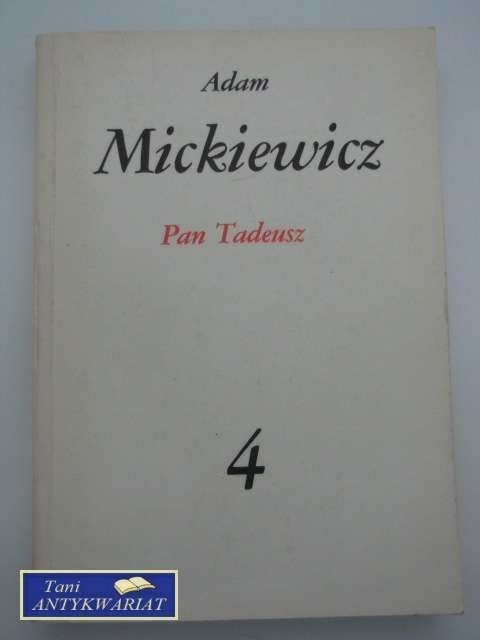 Adam
Mickiewicz
Pan Tadeusz
4
Tani
ANTYKWARIAT